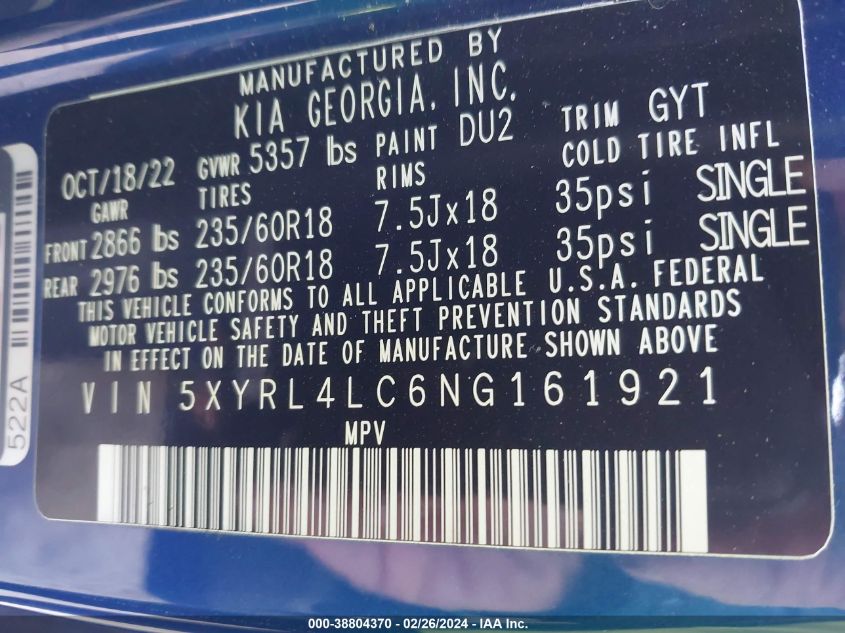 MANUFACTURED BY
KIA GEORGIA, INC.
OCT/18/22 GVWR 5357 lbs PAINT DU2 TRIM GYT
GAWR TIRES RIMS COLD TIRE INFL
FRONT 2866 lbs 235/60R18 7.5Jx18 35psi SINGLE
REAR 2976 lbs 235/60R18 7.5Jx18 35psi SINGLE
THIS VEHICLE CONFORMS TO ALL APPLICABLE U.S.A. FEDERAL
MOTOR VEHICLE SAFETY AND THEFT PREVENTION STANDARDS
IN EFFECT ON THE DATE OF MANUFACTURE SHOWN ABOVE
VIN 5XYRL4LC6NG161921
MPV
522A
000-38804370 - 02/26/2024 - IAA Inc.